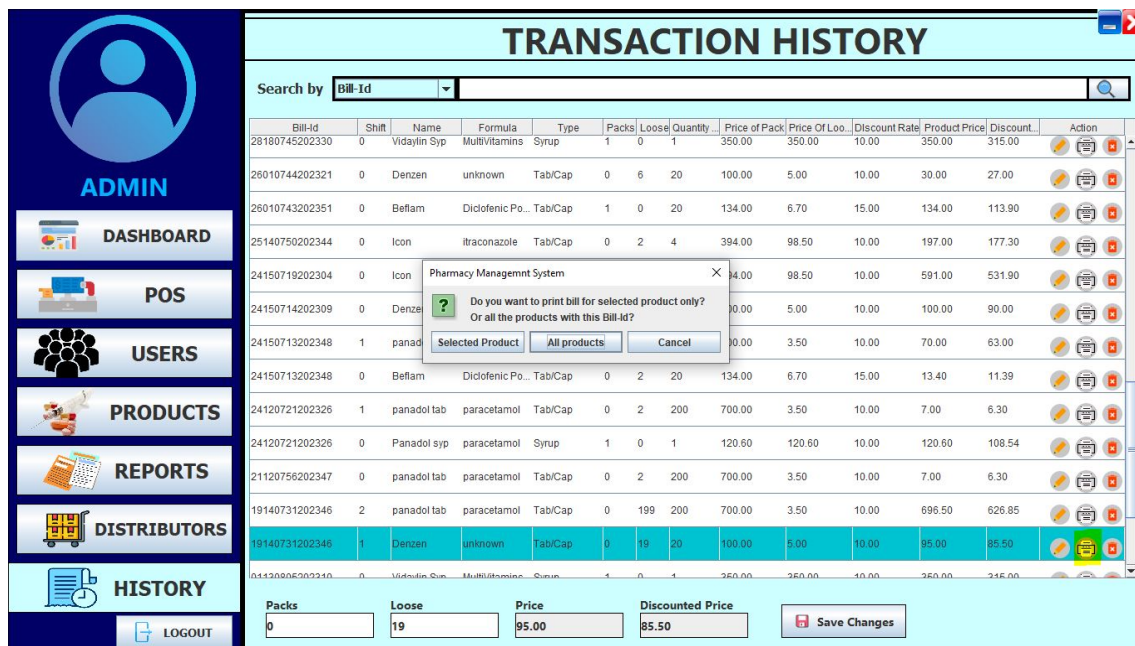 TRANSACTION HISTORY
Search by Bill-Id
ADMIN
DASHBOARD
POS
USERS
PRODUCTS
REPORTS
DISTRIBUTORS
HISTORY
LOGOUT
Bill-Id Shift Name Formula Type Packs Loose Quantity ... Price of Pack Price Of Loo... DIscount Rate Product Price Discount... Action
28180745202330 0 Vidaylin Syp MultiVitamins Syrup 1 0 1 350.00 350.00 10.00 350.00 315.00
26010744202321 0 Denzen unknown Tab/Cap 0 6 20 100.00 5.00 10.00 30.00 27.00
26010743202351 0 Beflam Diclofenic Po... Tab/Cap 1 0 20 134.00 6.70 15.00 134.00 113.90
25140750202344 0 Icon itraconazole Tab/Cap 0 2 4 394.00 98.50 10.00 197.00 177.30
24150719202304 0 Icon 98.50 10.00 591.00 531.90
24150714202309 0 5.00 10.00 100.00 90.00
24150713202348 1 3.50 10.00 70.00 63.00
24150713202348 0 Beflam Diclofenic Po... Tab/Cap 0 2 20 134.00 6.70 15.00 13.40 11.39
24120721202326 1 panadol tab paracetamol Tab/Cap 0 2 200 700.00 3.50 10.00 7.00 6.30
24120721202326 0 Panadol syp paracetamol Syrup 1 0 1 120.60 120.60 10.00 120.60 108.54
21120756202347 0 panadol tab paracetamol Tab/Cap 0 2 200 700.00 3.50 10.00 7.00 6.30
19140731202346 2 panadol tab paracetamol Tab/Cap 0 199 200 700.00 3.50 10.00 696.50 626.85
19140731202346 1 Denzen unknown Tab/Cap 0 19 20 100.00 5.00 10.00 95.00 85.50
Pharmacy Managemnt System
Do you want to print bill for selected product only?
Or all the products with this Bill-Id?
Selected Product All products Cancel
Packs Loose Price Discounted Price
0 19 95.00 85.50 Save Changes